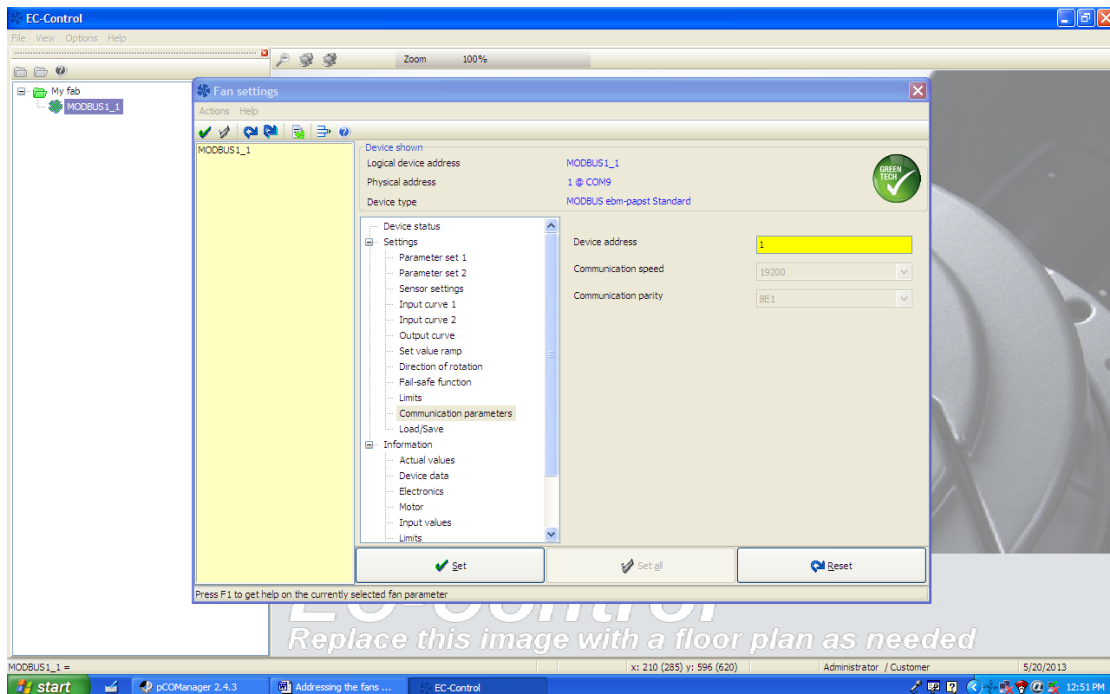 EC-Control
File View Options Help
Zoom 100%
My fab
MODBUS1_1
Fan settings
Actions Help
MODBUS1_1
Device shown
Logical device address MODBUS1_1
Physical address 1 @ COM9
Device type MODBUS ebm-papst Standard
GREEN
TECH
Device status
Settings
Parameter set 1
Parameter set 2
Sensor settings
Input curve 1
Input curve 2
Output curve
Set value ramp
Direction of rotation
Fail-safe function
Limits
Communication parameters
Load/Save
Information
Actual values
Device data
Electronics
Motor
Input values
Limits
Device address 1
Communication speed 19200
Communication parity 8E1
Set Set all Reset
Press F1 to get help on the currently selected fan parameter
EC-Control
Replace this image with a floor plan as needed
MODBUS1_1 = x: 210 (285) y: 596 (620) Administrator / Customer 5/20/2013
start pCOManager 2.4.3 Addressing the fans ... EC-Control 12:51 PM